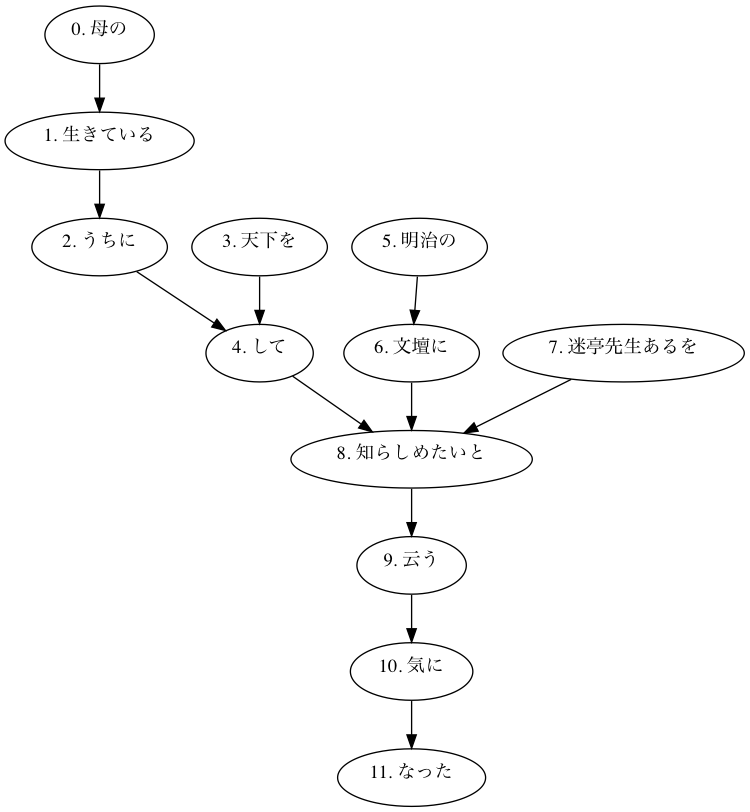 0. 母の
1. 生きている
2. うちに
3. 天下を
5. 明治の
4. して
6. 文壇に
7. 迷亭先生あるを
8. 知らしめたいと
9. 云う
10. 気に
11. なった